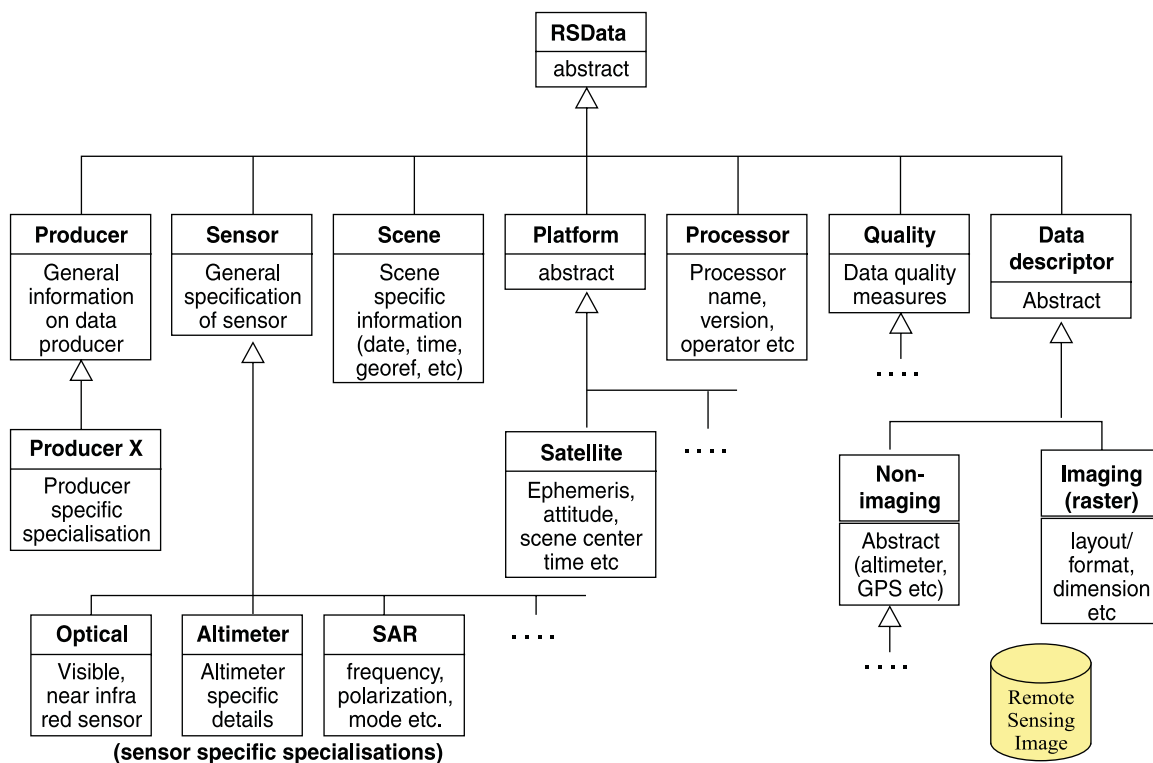 RSData
abstract
Producer
General
information
on data
producer
Sensor
General
specification
of sensor
Scene
Scene
specific
information
(date, time,
georef, etc)
Platform
abstract
Processor
Processor
name,
version,
operator etc
Quality
Data quality
measures
....
Data
descriptor
Abstract
Producer X
Producer
specific
specialisation
Satellite
Ephemeris,
attitude,
scene center
time etc
....
Non-
imaging
Abstract
(altimeter,
GPS etc)
....
Imaging
(raster)
layout/
format,
dimension
etc
Optical
Visible,
near infra
red sensor
Altimeter
Altimeter
specific
details
SAR
frequency,
polarization,
mode etc.
....
(sensor specific specialisations)
Remote
Sensing
Image